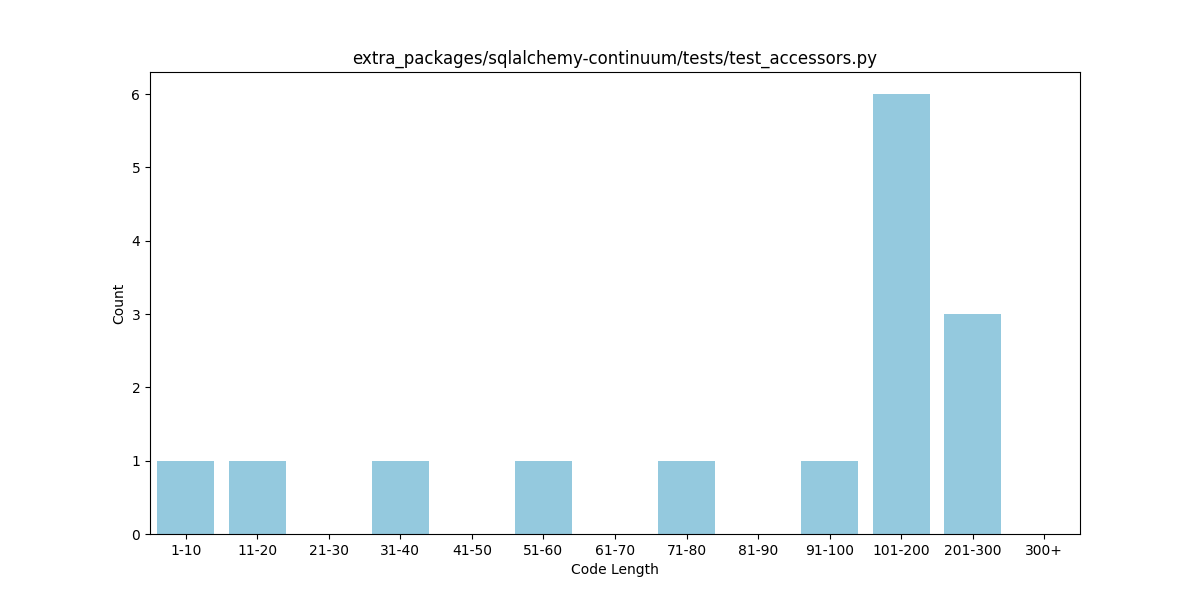 extra_packages/sqlalchemy-continuum/tests/test_accessors.py
6
5
4
3
2
1
0
Count
1-10 11-20 21-30 31-40 41-50 51-60 61-70 71-80 81-90 91-100 101-200 201-300 300+
Code Length